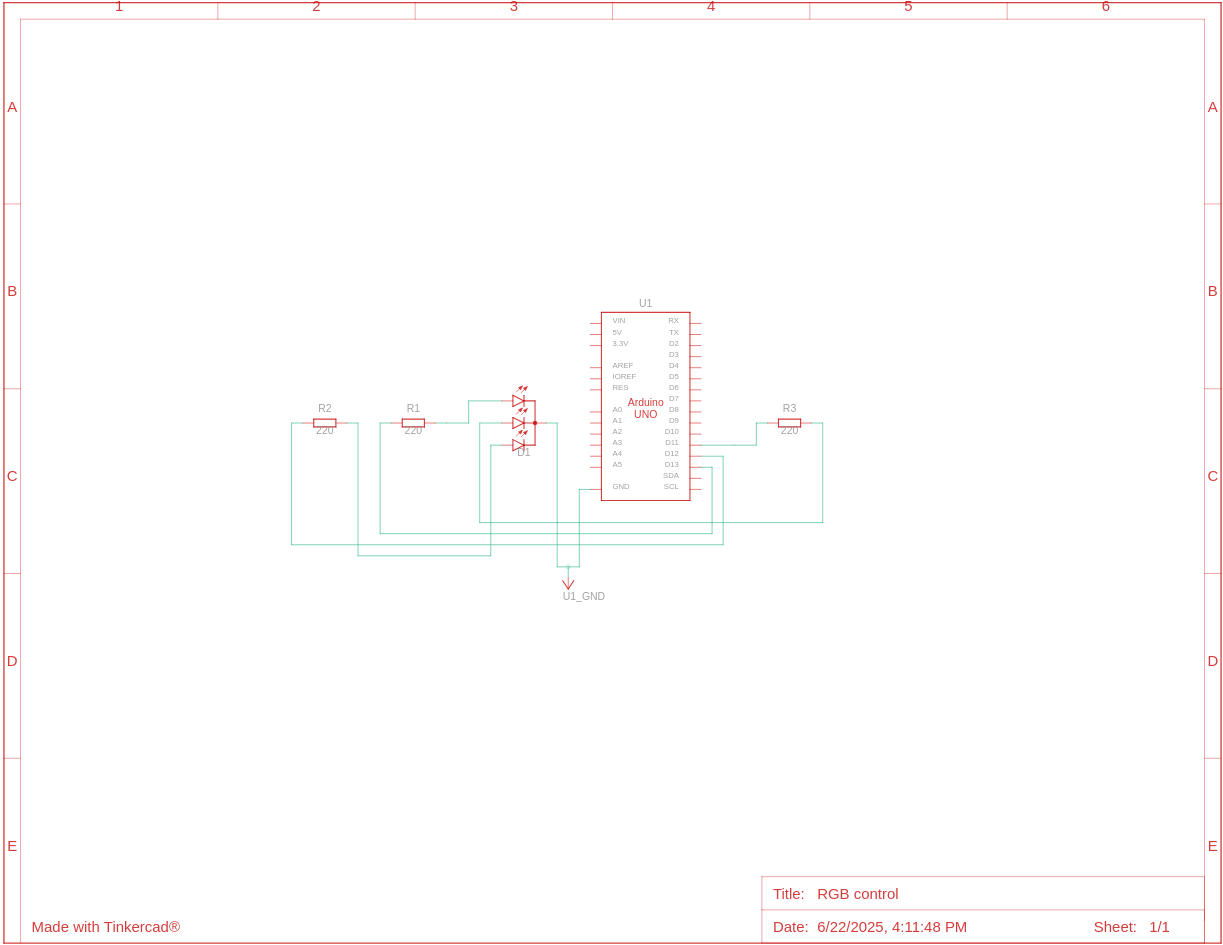 1 2 3 4 5 6
A A
B B
U1
VIN RX
5V TX
3.3V D2
D3
AREF D4
IOREF D5
RES D6
D7
Arduino
UNO
A0 D8
A1 D9
A2 D10
A3 D11
A4 D12
A5 D13
SDA
GND SCL
R2 R1 R3
220 220 220
D1
C C
U1_GND
D D
E E
Title: RGB control
Made with Tinkercad® Date: 6/22/2025, 4:11:48 PM Sheet: 1/1